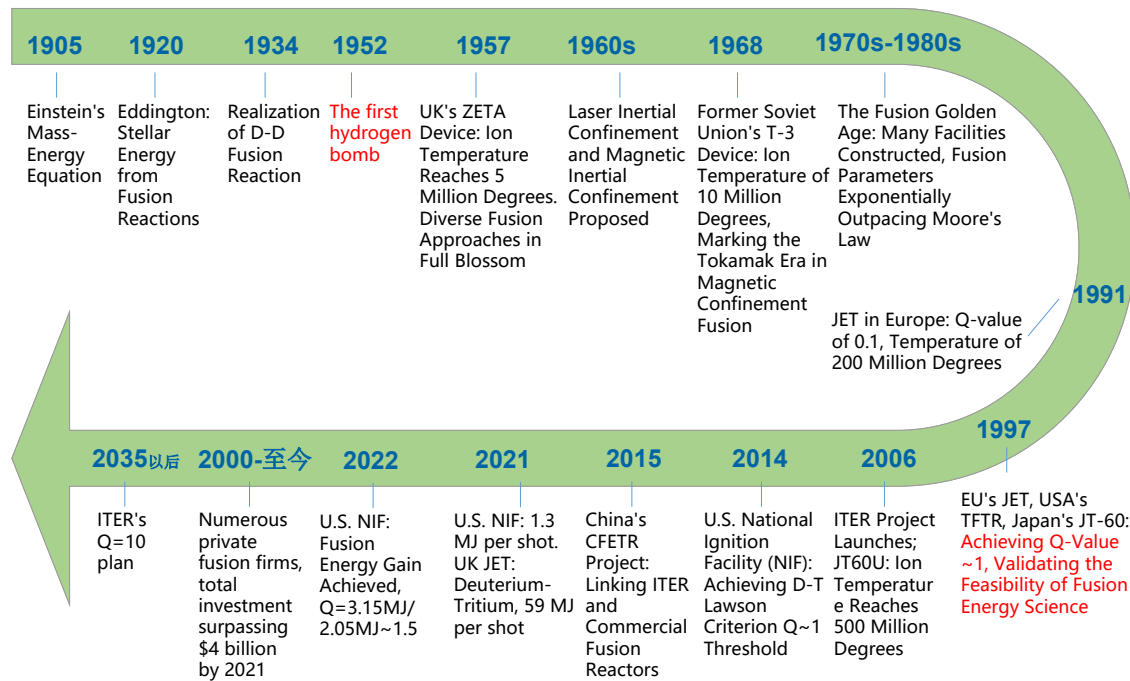 1905
Einstein's
Mass-
Energy
Equation
1920
Eddington:
Stellar
Energy
from
Fusion
Reactions
1934
Realization
of D-D
Fusion
Reaction
1952
The first
hydrogen
bomb
1957
UK's ZETA
Device: Ion
Temperature
Reaches 5
Million Degrees.
Diverse Fusion
Approaches in
Full Blossom
1960s
Laser Inertial
Confinement
and Magnetic
Inertial
Confinement
Proposed
1968
Former Soviet
Union's T-3
Device: Ion
Temperature of
10 Million
Degrees,
Marking the
Tokamak Era in
Magnetic
Confinement
Fusion
1970s-1980s
The Fusion Golden
Age: Many Facilities
Constructed, Fusion
Parameters
Exponentially
Outpacing Moore's
Law
1991
JET in Europe: Q-value
of 0.1, Temperature of
200 Million Degrees
1997
EU's JET, USA's
TFTR, Japan's JT-60:
Achieving Q-Value
~1, Validating the
Feasibility of Fusion
Energy Science
2006
ITER Project
Launches;
JT60U: Ion
Temperatur
e Reaches
500 Million
Degrees
2014
U.S. National
Ignition
Facility (NIF):
Achieving D-T
Lawson
Criterion Q~1
Threshold
2015
China's
CFETR
Project:
Linking ITER
and
Commercial
Fusion
Reactors
2021
U.S. NIF: 1.3
MJ per shot.
UK JET:
Deuterium-
Tritium, 59 MJ
per shot
2022
U.S. NIF:
Fusion
Energy Gain
Achieved,
Q=3.15MJ/
2.05MJ~1.5
2000-至今
Numerous
private
fusion firms,
total
investment
surpassing
$4 billion
by 2021
2035以后
ITER's
Q=10
plan